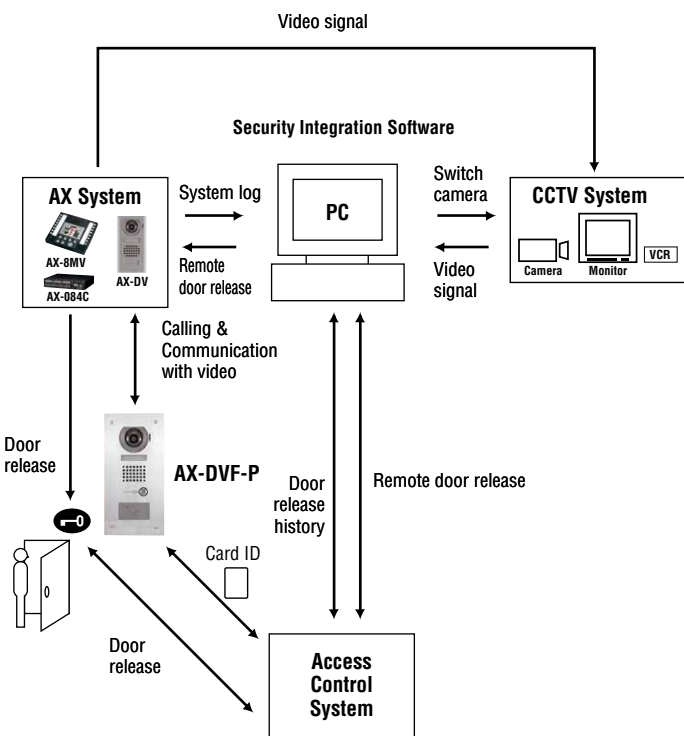 Video signal
Security Integration Software
AX System
AX-8MV
AX-DV
AX-084C
System log
Remote
door release
PC
Switch
camera
Video
signal
CCTV System
Camera
Monitor
VCR
Calling &
Communication
with video
Door
release
AX-DVF-P
Door
release
history
Remote door release
Card ID
Door
release
Access
Control
System